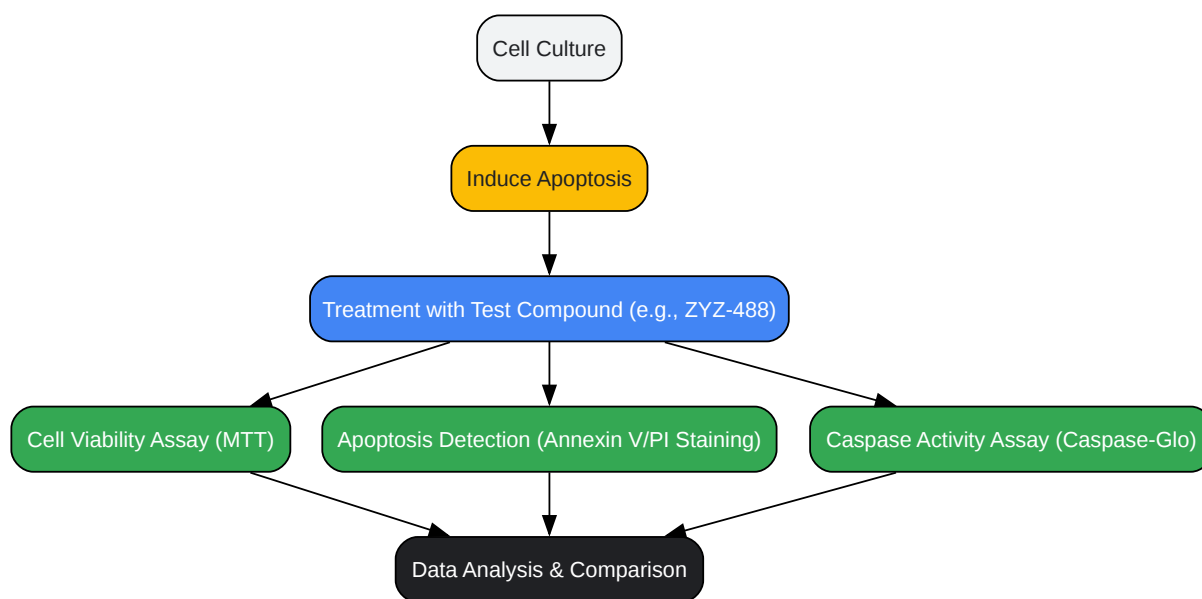 Cell Culture
Induce Apoptosis
Treatment with Test Compound (e.g., ZYZ-488)
Cell Viability Assay (MTT)
Apoptosis Detection (Annexin V/PI Staining)
Caspase Activity Assay (Caspase-Glo)
Data Analysis & Comparison